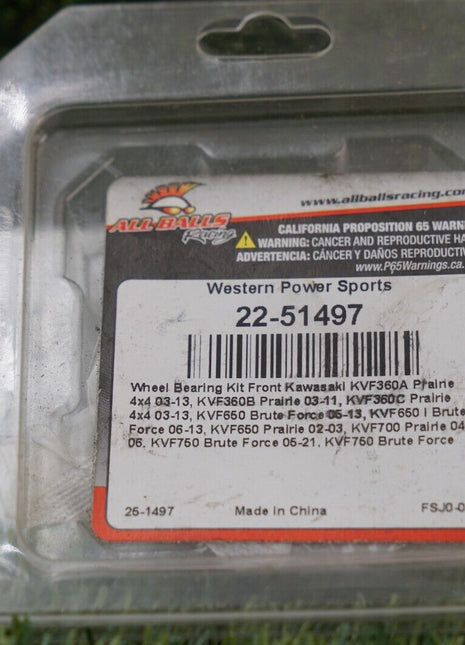 www.allballsracing.co
ALL BALLS
Racing
CALIFORNIA PROPOSITION 65 WARN
WARNING: CANCER AND REPRODUCTIVE HA
ADVERTENCIA: CÁNCER Y DAÑOS REPRODUCTIV
www.P65Warnings.ca.
Western Power Sports
22-51497
Wheel Bearing Kit Front Kawasaki KVF360A Prairie
4x4 03-13, KVF360B Prairie 03-11, KVF360C Prairie
4x4 03-13, KVF650 Brute Force 05-13, KVF650 I Brute
Force 06-13, KVF650 Prairie 02-03, KVF700 Prairie 04
06, KVF750 Brute Force 05-21, KVF750 Brute Force
25-1497 Made in China FSJ0-0